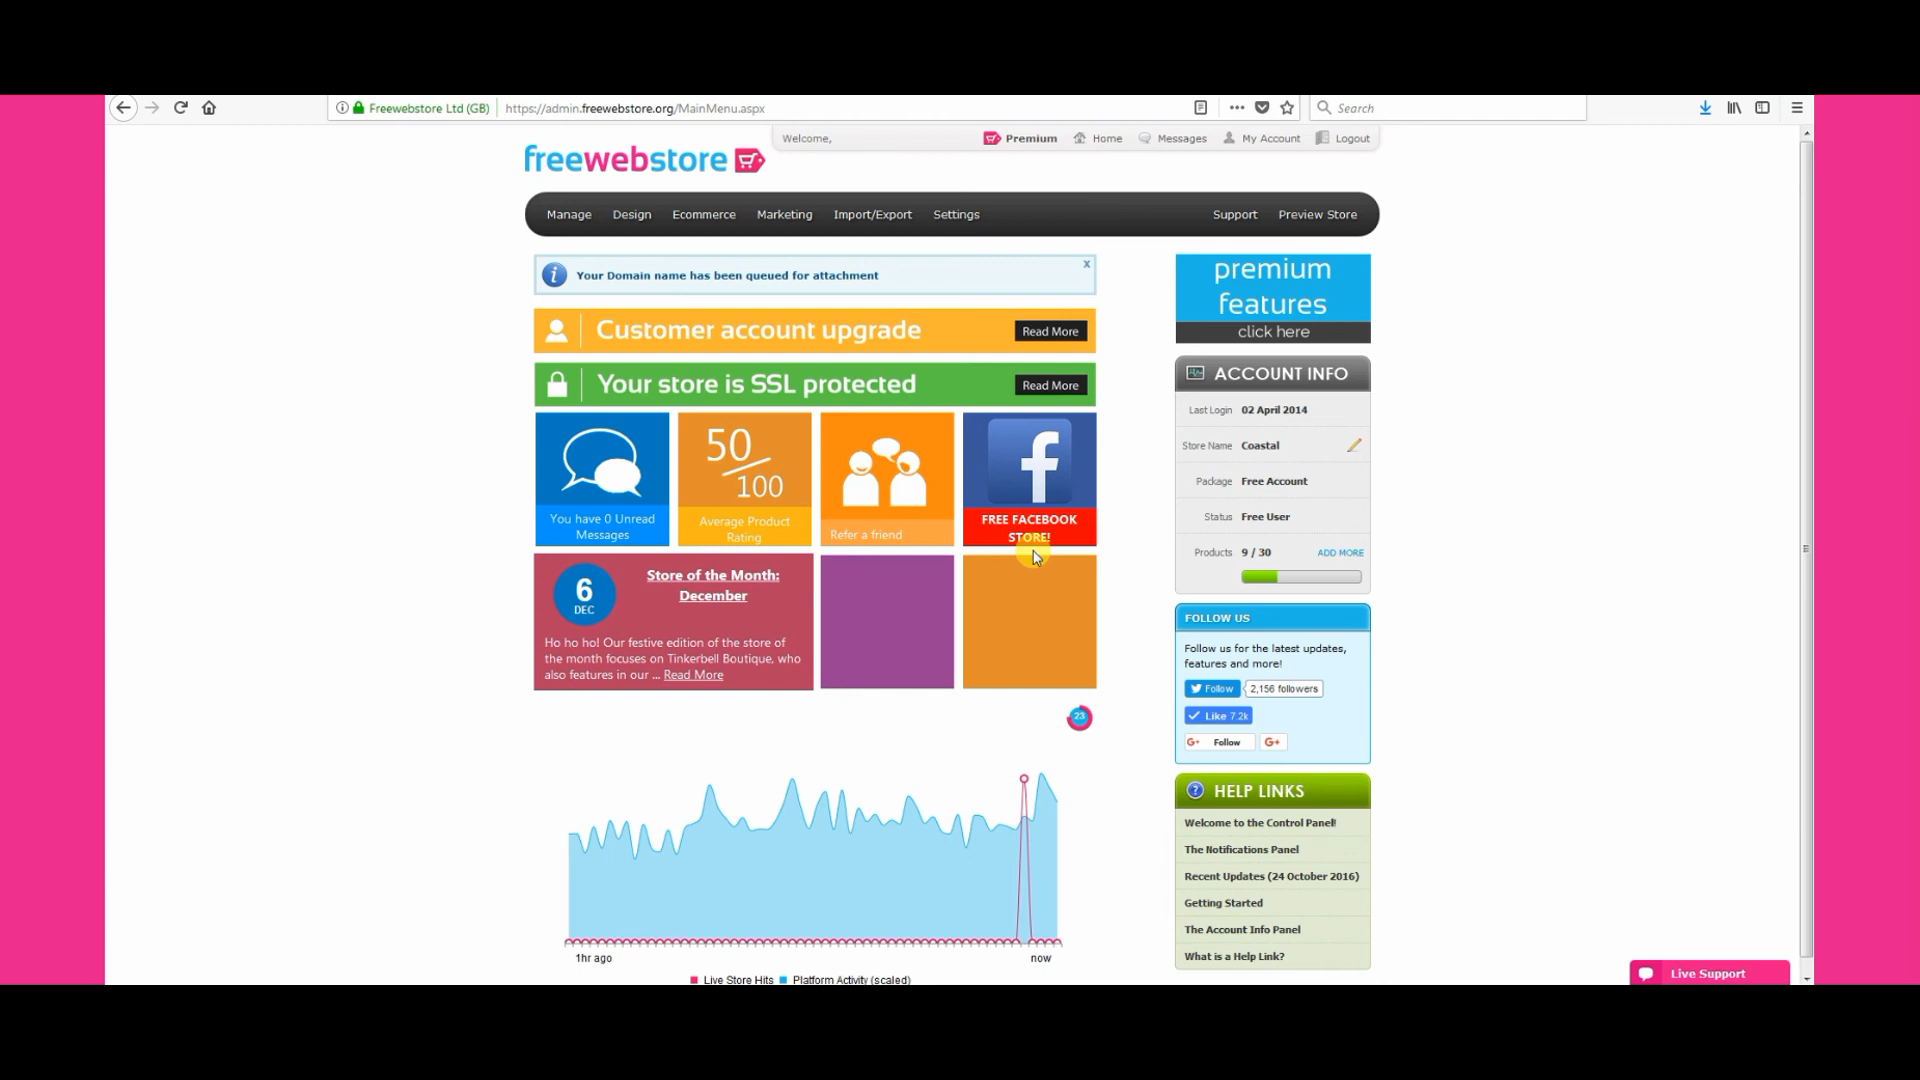 Freewebstore Ltd (GB)
https://admin.freewebstore.org/MainMenu.aspx
Search
Welcome,
Premium
Home
Messages
My Account
Logout
freewebstore
Manage
Design
Ecommerce
Marketing
Import/Export
Settings
Support
Preview Store
i Your Domain name has been queued for attachment x
Customer account upgrade
Read More
Your store is SSL protected
Read More
You have 0 Unread
Messages
50
100
Average Product
Rating
Refer a friend
f
FREE FACEBOOK
STORE!
6
DEC
Store of the Month:
December
Ho ho ho! Our festive edition of the store of
the month focuses on Tinkerbell Boutique, who
also features in our ... Read More
23
1hr ago
now
Live Store Hits
Platform Activity (scaled)
premium
features
click here
ACCOUNT INFO
Last Login 02 April 2014
Store Name Coastal
Package Free Account
Status Free User
Products 9 / 30 ADD MORE
FOLLOW US
Follow us for the latest updates,
features and more!
Follow 2,156 followers
Like 7.2k
G+ Follow G+
? HELP LINKS
Welcome to the Control Panel!
The Notifications Panel
Recent Updates (24 October 2016)
Getting Started
The Account Info Panel
What is a Help Link?
Live Support